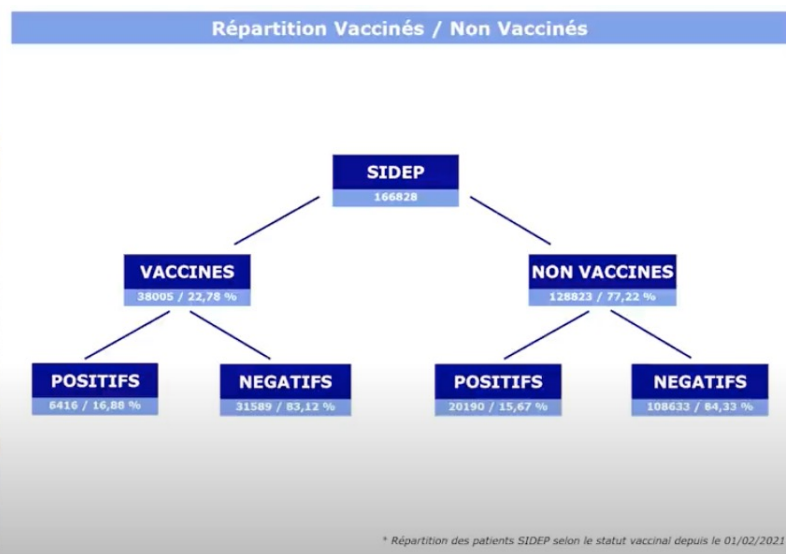 Répartition Vaccinés / Non Vaccinés
SIDEP
166828
VACCINES
38005 / 22,78 %
NON VACCINES
128823 / 77,22 %
POSITIFS
6416 / 16,88 %
NEGATIFS
31589 / 83,12 %
POSITIFS
20190 / 15,67 %
NEGATIFS
108633 / 84,33 %
* Répartition des patients SIDEP selon le statut vaccinal depuis le 01/02/2021